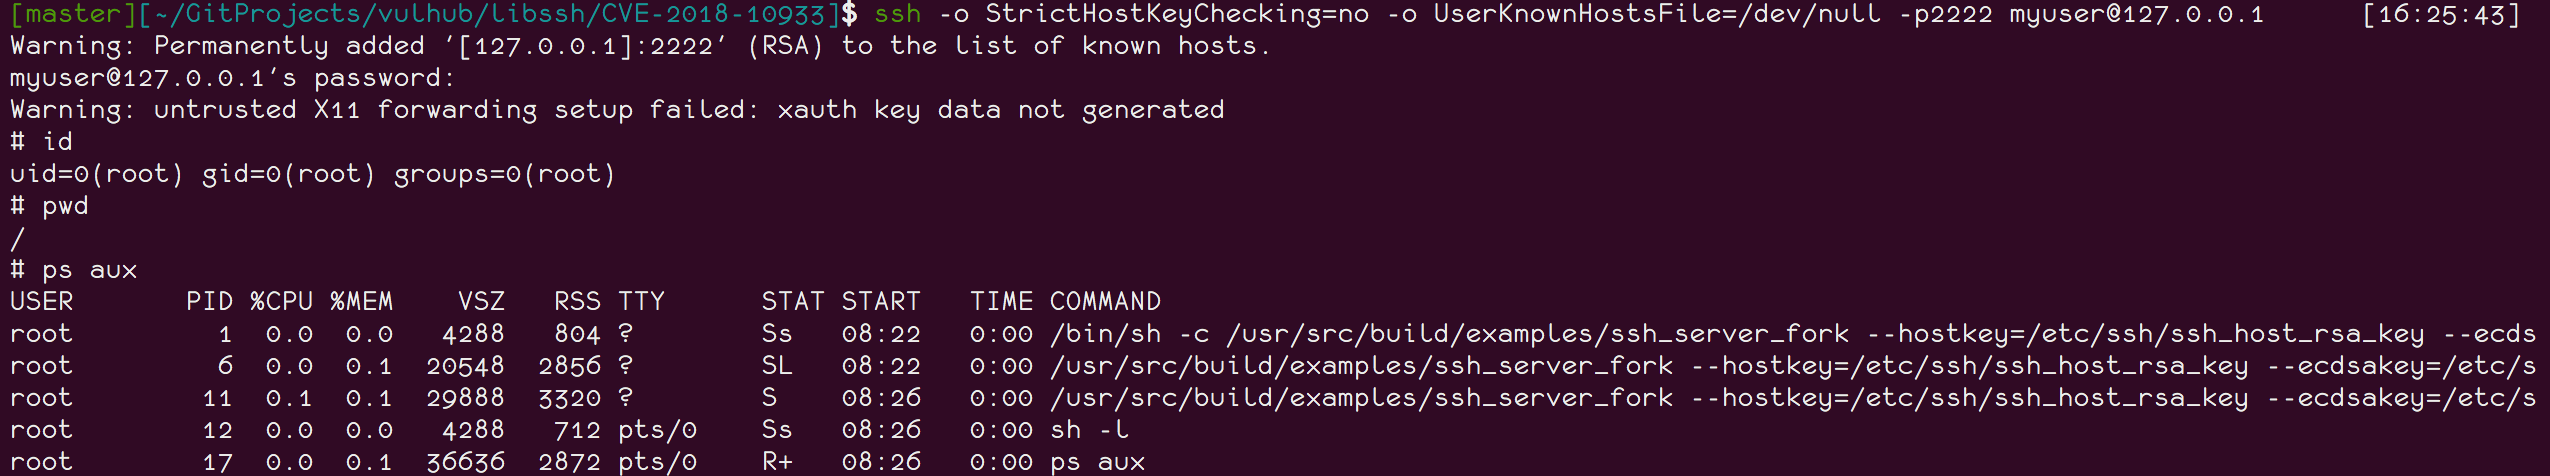 [master][~/GitProjects/vulhub/libssh/CVE-2018-10933]$ ssh -o StrictHostKeyChecking=no -o UserKnownHostsFile=/dev/null -p2222 myuser@127.0.0.1 [16:25:43]
Warning: Permanently added '[127.0.0.1]:2222' (RSA) to the list of known hosts.
myuser@127.0.0.1's password:
Warning: untrusted X11 forwarding setup failed: xauth key data not generated
# id
uid=0(root) gid=0(root) groups=0(root)
# pwd
/
# ps aux
USER PID %CPU %MEM VSZ RSS TTY STAT START TIME COMMAND
root 1 0.0 0.0 4288 804 ? Ss 08:22 0:00 /bin/sh -c /usr/src/build/examples/ssh_server_fork --hostkey=/etc/ssh/ssh_host_rsa_key --ecds
root 6 0.0 0.1 20548 2856 ? SL 08:22 0:00 /usr/src/build/examples/ssh_server_fork --hostkey=/etc/ssh/ssh_host_rsa_key --ecdsakey=/etc/s
root 11 0.1 0.1 29888 3320 ? S 08:26 0:00 /usr/src/build/examples/ssh_server_fork --hostkey=/etc/ssh/ssh_host_rsa_key --ecdsakey=/etc/s
root 12 0.0 0.0 4288 712 pts/0 Ss 08:26 0:00 sh -l
root 17 0.0 0.1 36636 2872 pts/0 R+ 08:26 0:00 ps aux